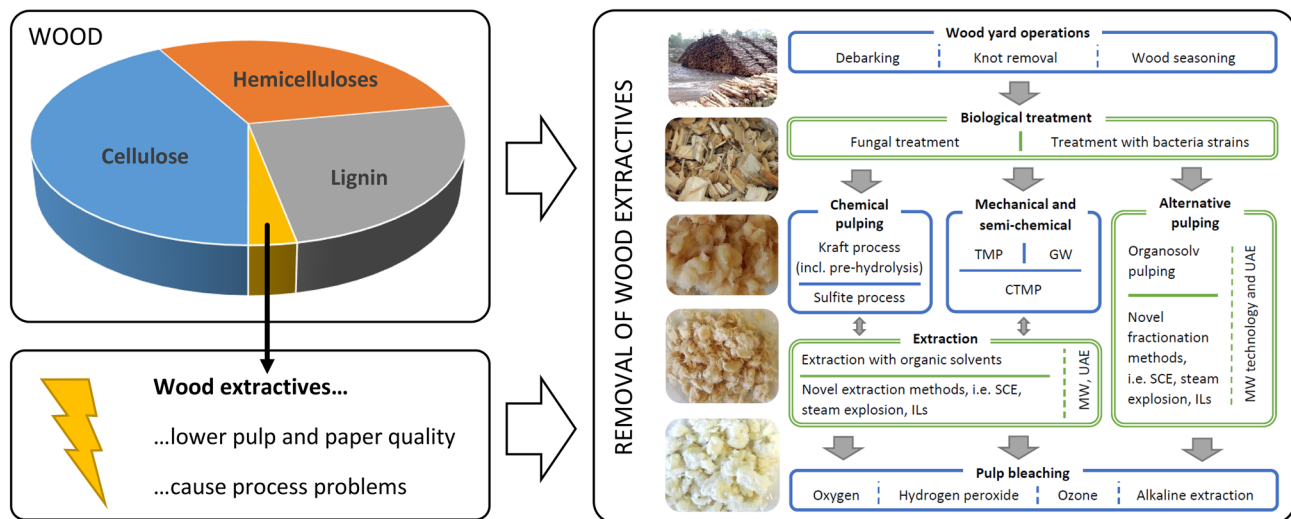 WOOD
Hemicelluloses
Cellulose
Lignin
Wood extractives…
…lower pulp and paper quality
…cause process problems
REMOVAL OF WOOD EXTRACTIVES
Wood yard operations
Debarking
Knot removal
Wood seasoning
Biological treatment
Fungal treatment
Treatment with bacteria strains
Chemical
pulping
Kraft process
(incl. pre-hydrolysis)
Sulfite process
Mechanical and
semi-chemical
TMP
GW
CTMP
Alternative
pulping
Organosolv
pulping
Novel
fractionation
methods,
i.e. SCE, steam
explosion, ILs
MW technology and UAE
Extraction
Extraction with organic solvents
Novel extraction methods, i.e. SCE,
steam explosion, ILs
MW, UAE
Pulp bleaching
Oxygen
Hydrogen peroxide
Ozone
Alkaline extraction